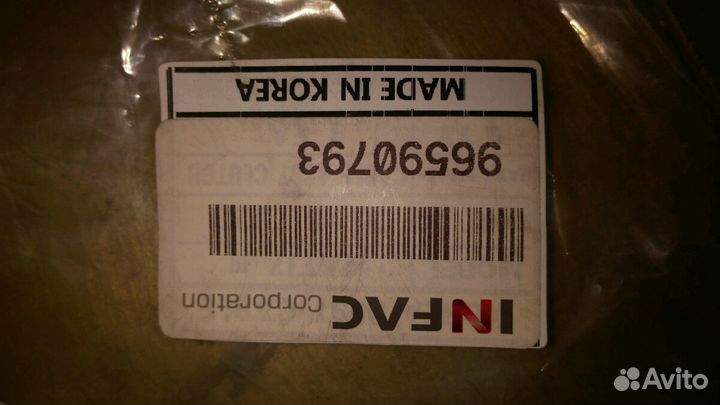 INFAC Corporation
96590793
MADE IN KOREA
Avito